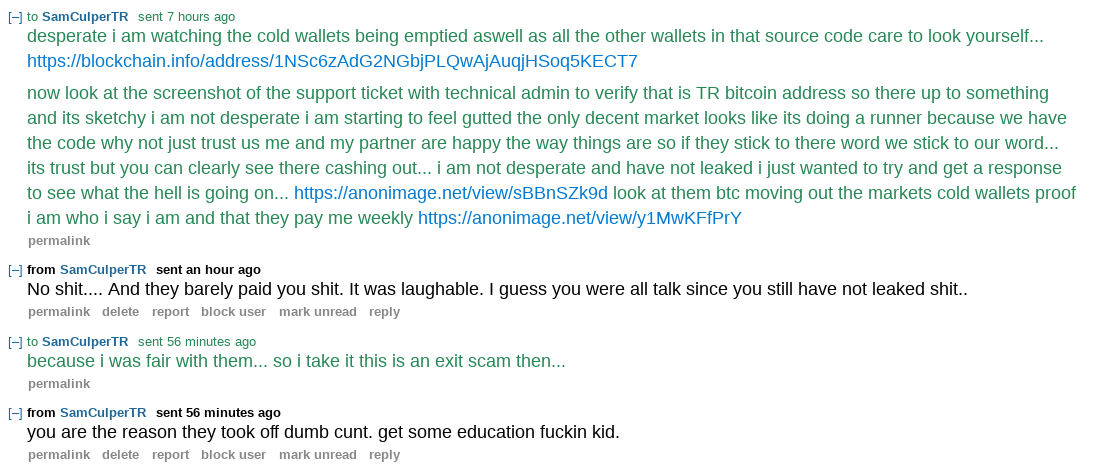 [–] to SamCulperTR sent 7 hours ago
desperate i am watching the cold wallets being emptied aswell as all the other wallets in that source code care to look yourself...
https://blockchain.info/address/1NSc6zAdG2NGbjPLQwAjAuqjHSoq5KECT7
now look at the screenshot of the support ticket with technical admin to verify that is TR bitcoin address so there up to something
and its sketchy i am not desperate i am starting to feel gutted the only decent market looks like its doing a runner because we have
the code why not just trust us me and my partner are happy the way things are so if they stick to there word we stick to our word...
its trust but you can clearly see there cashing out... i am not desperate and have not leaked i just wanted to try and get a response
to see what the hell is going on... https://anonimage.net/view/sBBnSZk9d look at them btc moving out the markets cold wallets proof
i am who i say i am and that they pay me weekly https://anonimage.net/view/y1MwKFfPrY
permalink
[–] from SamCulperTR sent an hour ago
No shit.... And they barely paid you shit. It was laughable. I guess you were all talk since you still have not leaked shit..
permalink delete report block user mark unread reply
[–] to SamCulperTR sent 56 minutes ago
because i was fair with them... so i take it this is an exit scam then...
permalink
[–] from SamCulperTR sent 56 minutes ago
you are the reason they took off dumb cunt. get some education fuckin kid.
permalink delete report block user mark unread reply